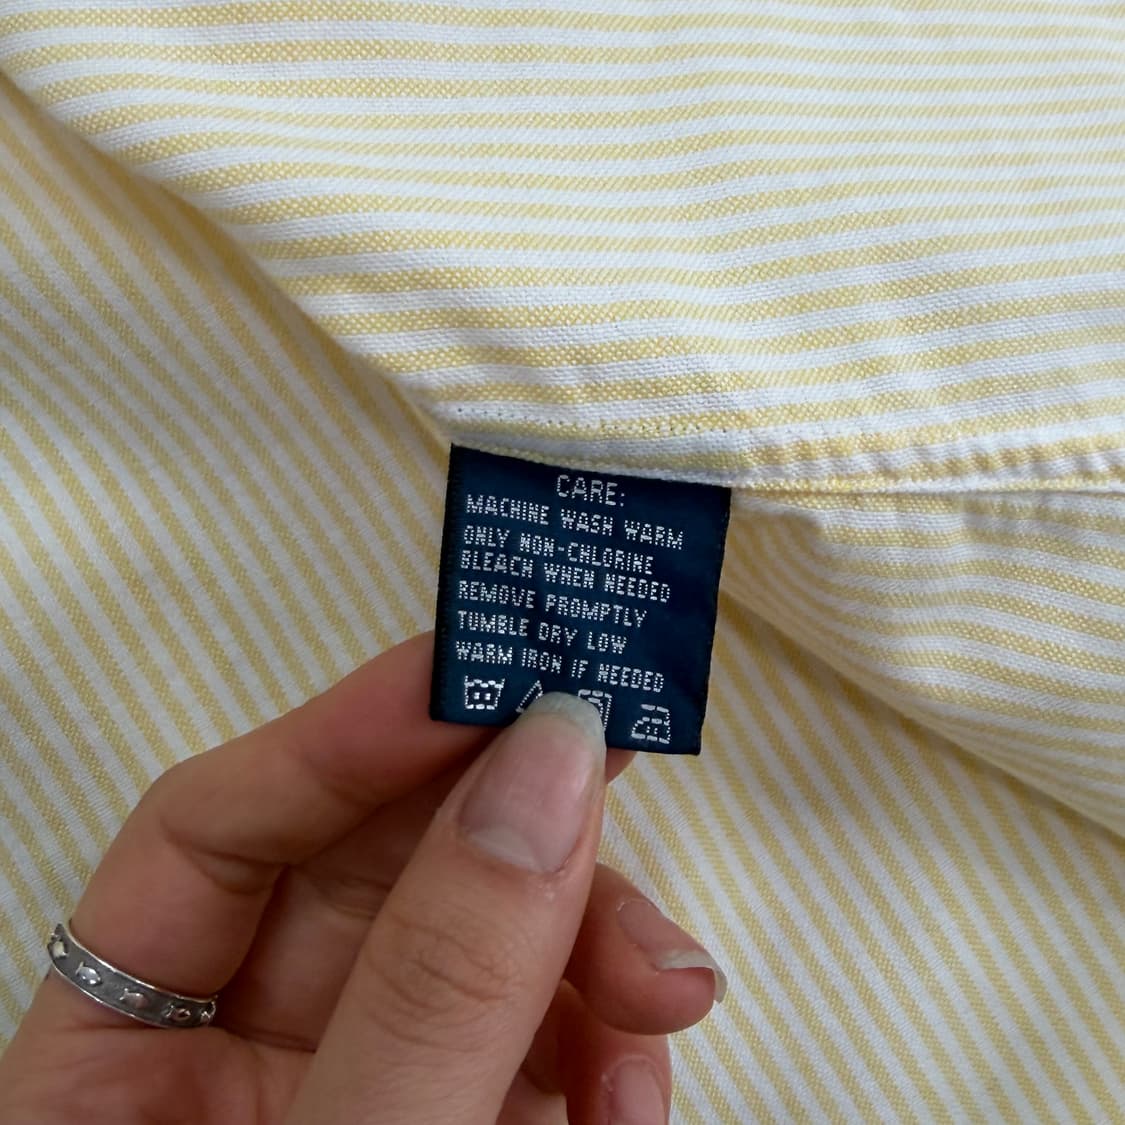 CARE:
MACHINE WASH WARM
ONLY NON-CHLORINE
BLEACH WHEN NEEDED
REMOVE PROMPTLY
TUMBLE DRY LOW
WARM IRON IF NEEDED